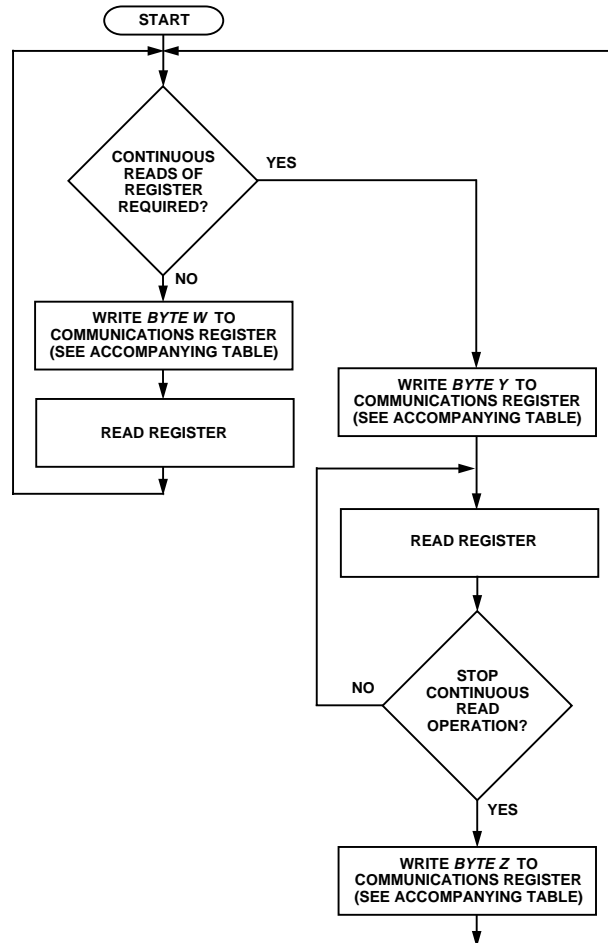 START
CONTINUOUS
READS OF
REGISTER
REQUIRED?
YES
NO
WRITE BYTE W TO
COMMUNICATIONS REGISTER
(SEE ACCOMPANYING TABLE)
READ REGISTER
WRITE BYTE Y TO
COMMUNICATIONS REGISTER
(SEE ACCOMPANYING TABLE)
READ REGISTER
STOP
CONTINUOUS
READ
OPERATION?
NO
YES
WRITE BYTE Z TO
COMMUNICATIONS REGISTER
(SEE ACCOMPANYING TABLE)